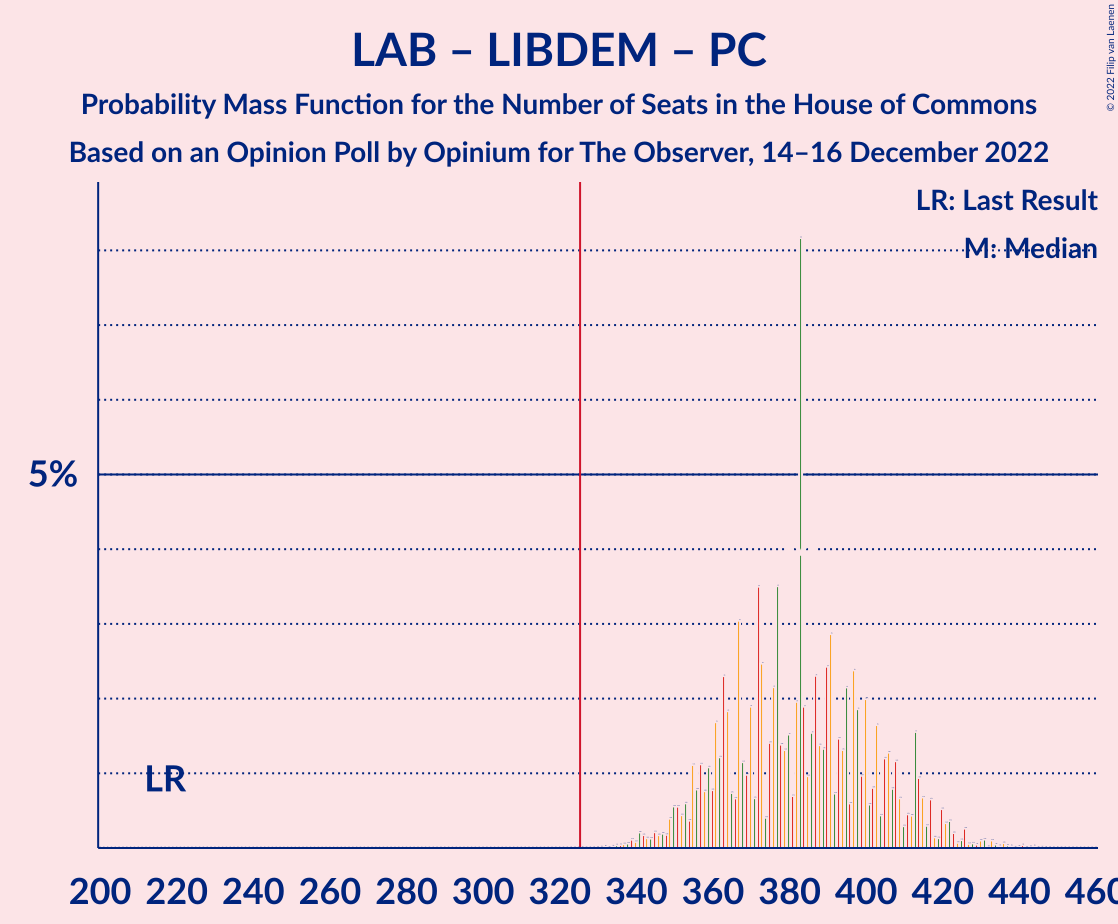 LAB – LIBDEM – PC
Probability Mass Function for the Number of Seats in the House of Commons
Based on an Opinion Poll by Opinium for The Observer, 14–16 December 2022
© 2022 Filip van Laenen
LR: Last Result
M: Median
5%
LR
200 220 240 260 280 300 320 340 360 380 400 420 440 460